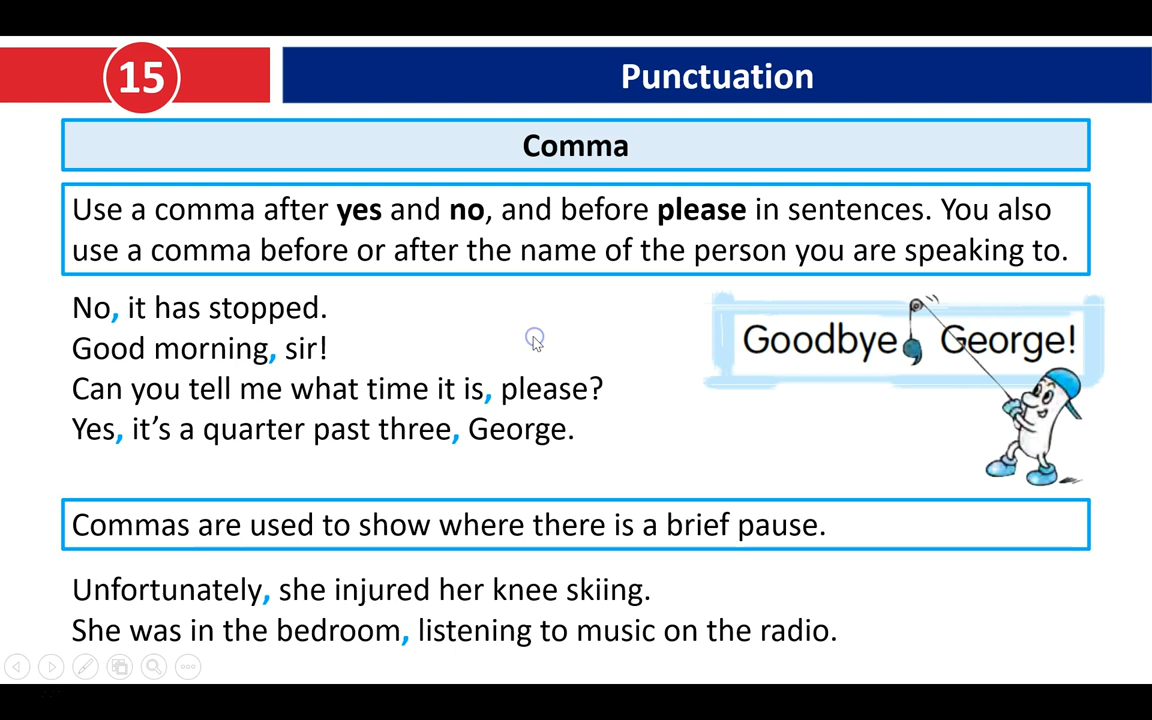 15
Punctuation
Comma
Use a comma after yes and no, and before please in sentences. You also
use a comma before or after the name of the person you are speaking to.
No, it has stopped.
Good morning, sir!
Can you tell me what time it is, please?
Yes, it's a quarter past three, George.
Goodbye, George!
Commas are used to show where there is a brief pause.
Unfortunately, she injured her knee skiing.
She was in the bedroom, listening to music on the radio.